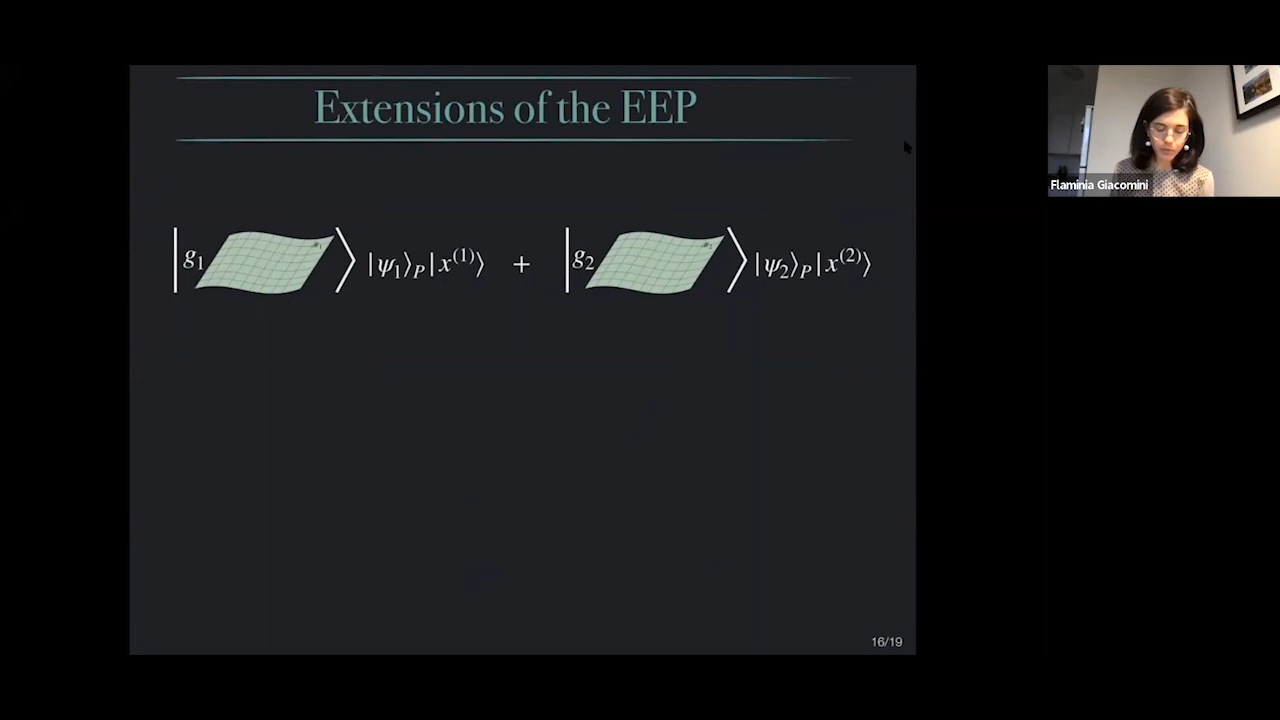 Extensions of the EEP
|g₁ ⟩ |ψ₁⟩_P |x⁽¹⁾⟩ + |g₂ ⟩ |ψ₂⟩_P |x⁽²⁾⟩
Flaminia Giacomini
16/19